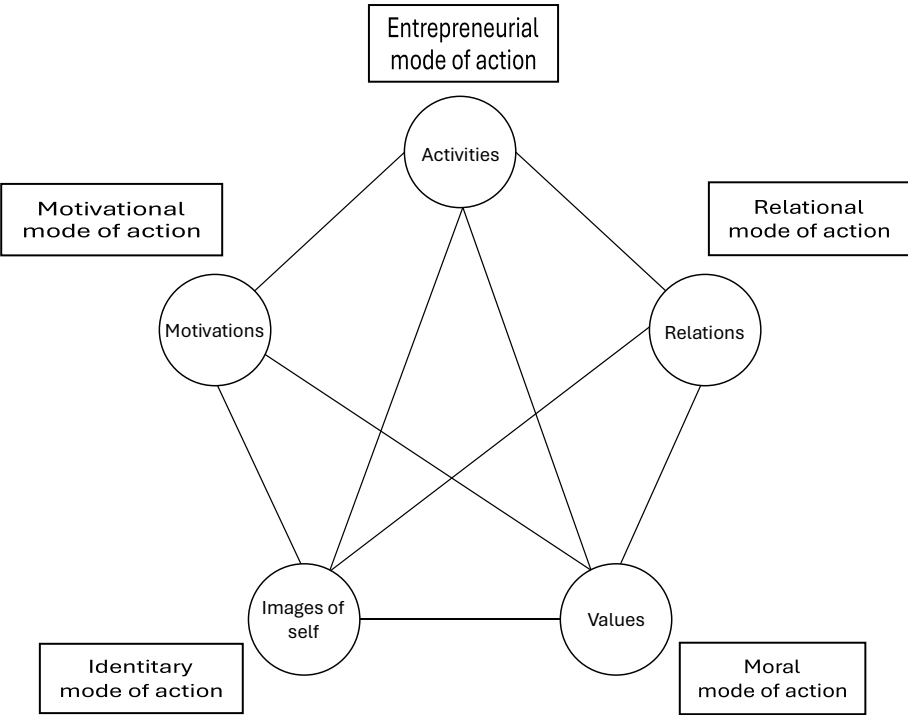 Entrepreneurial
mode of action
Activities
Motivational
mode of action
Relational
mode of action
Motivations
Relations
Images of
self
Values
Identitary
mode of action
Moral
mode of action